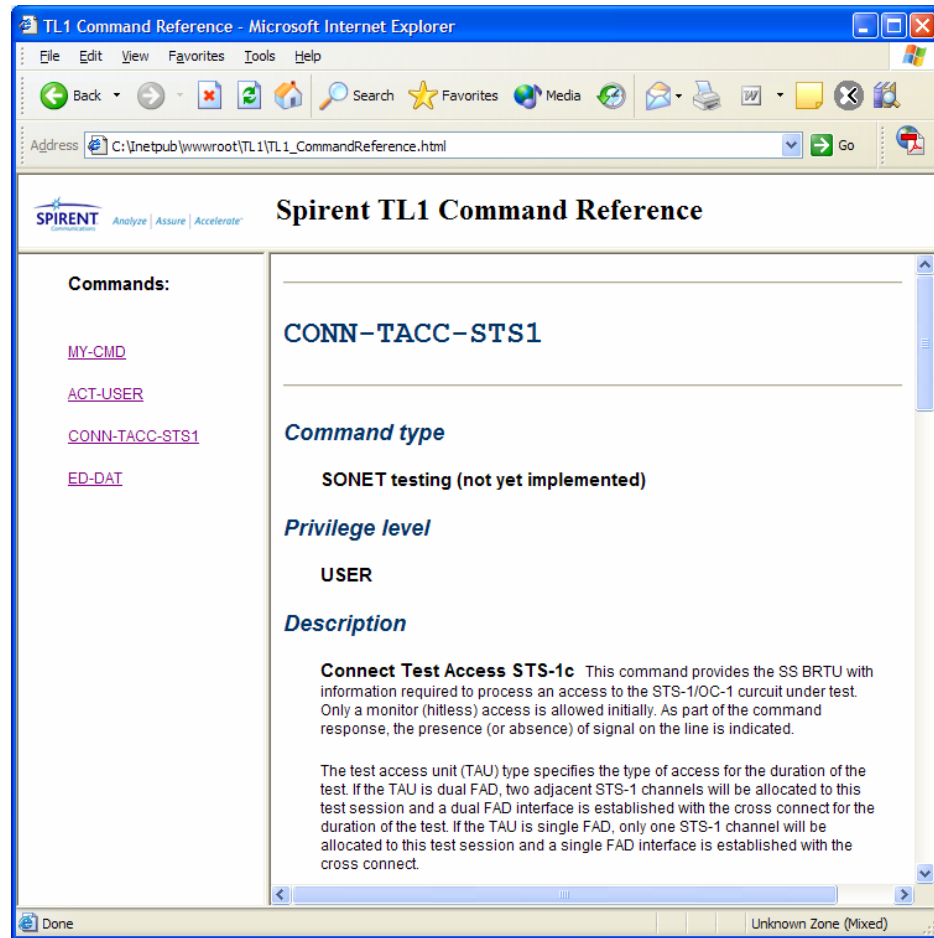 TL1 Command Reference - Microsoft Internet Explorer
File Edit View Favorites Tools Help
Back Search Favorites Media
Address C:\Inetpub\wwwroot\TL1\TL1_CommandReference.html Go
SPIRENT Communications Analyze | Assure | Accelerate
Spirent TL1 Command Reference
Commands:
MY-CMD
ACT-USER
CONN-TACC-STS1
ED-DAT
CONN-TACC-STS1
Command type
SONET testing (not yet implemented)
Privilege level
USER
Description
Connect Test Access STS-1c This command provides the SS BRTU with
information required to process an access to the STS-1/OC-1 curcuit under test.
Only a monitor (hitless) access is allowed initially. As part of the command
response, the presence (or absence) of signal on the line is indicated.
The test access unit (TAU) type specifies the type of access for the duration of the
test. If the TAU is dual FAD, two adjacent STS-1 channels will be allocated to this
test session and a dual FAD interface is established with the cross connect for the
duration of the test. If the TAU is single FAD, only one STS-1 channel will be
allocated to this test session and a single FAD interface is established with the
cross connect.
Done Unknown Zone (Mixed)